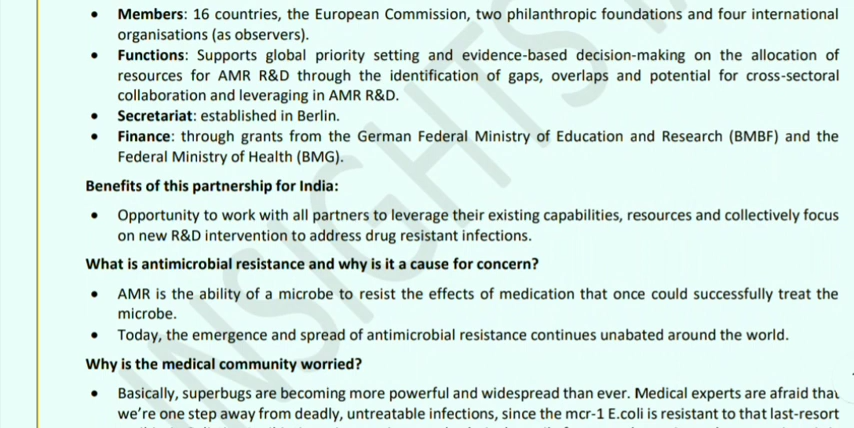 • Members: 16 countries, the European Commission, two philanthropic foundations and four international
organisations (as observers).
• Functions: Supports global priority setting and evidence-based decision-making on the allocation of
resources for AMR R&D through the identification of gaps, overlaps and potential for cross-sectoral
collaboration and leveraging in AMR R&D.
• Secretariat: established in Berlin.
• Finance: through grants from the German Federal Ministry of Education and Research (BMBF) and the
Federal Ministry of Health (BMG).
Benefits of this partnership for India:
• Opportunity to work with all partners to leverage their existing capabilities, resources and collectively focus
on new R&D intervention to address drug resistant infections.
What is antimicrobial resistance and why is it a cause for concern?
• AMR is the ability of a microbe to resist the effects of medication that once could successfully treat the
microbe.
• Today, the emergence and spread of antimicrobial resistance continues unabated around the world.
Why is the medical community worried?
• Basically, superbugs are becoming more powerful and widespread than ever. Medical experts are afraid that
we're one step away from deadly, untreatable infections, since the mcr-1 E.coli is resistant to that last-resort
INSIGHTS